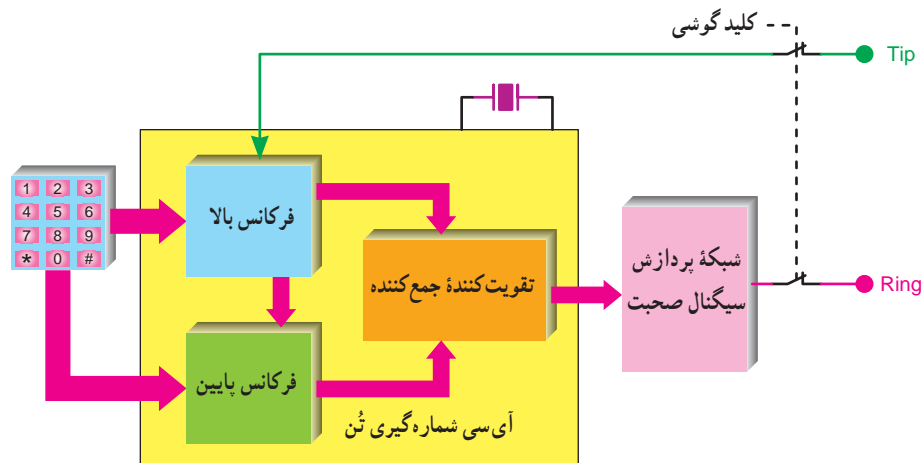 کلید گوشی
Tip
1 2 3
4 5 6
7 8 9
* 0 #
فرکانس بالا
تقویت‌کنندهٔ جمع‌کننده
شبکهٔ پردازش
سیگنال صحبت
Ring
فرکانس پایین
آی‌سی شماره‌گیری تُن